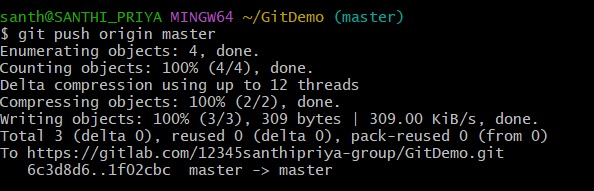 santh@SANTHI_PRIYA MINGW64 ~/GitDemo (master)
$ git push origin master
Enumerating objects: 4, done.
Counting objects: 100% (4/4), done.
Delta compression using up to 12 threads
Compressing objects: 100% (2/2), done.
Writing objects: 100% (3/3), 309 bytes | 309.00 KiB/s, done.
Total 3 (delta 0), reused 0 (delta 0), pack-reused 0 (from 0)
To https://gitlab.com/12345santhipriya-group/GitDemo.git
   6c3d8d6..1f02cbc  master -> master